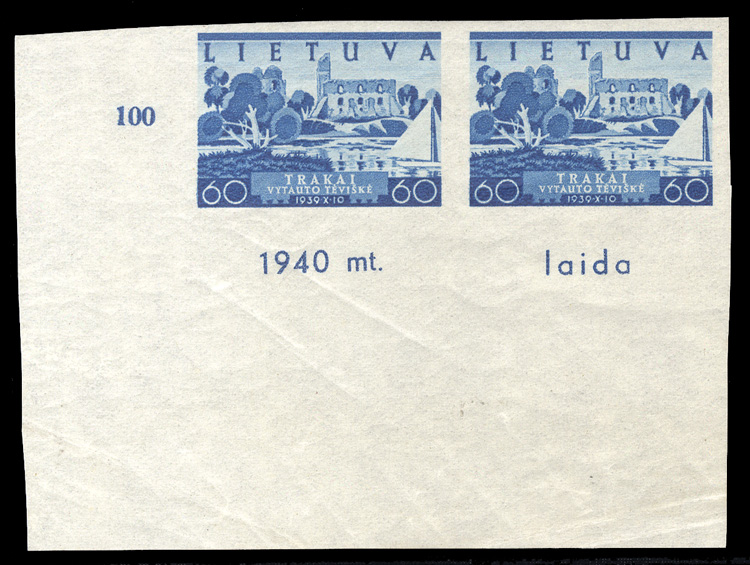 LIETUVA
TRAKAI
VYTAUTO TĖVIŠKĖ
60 1939·X·10 60
LIETUVA
TRAKAI
VYTAUTO TĖVIŠKĖ
60 1939·X·10 60
100
1940 mt. laida